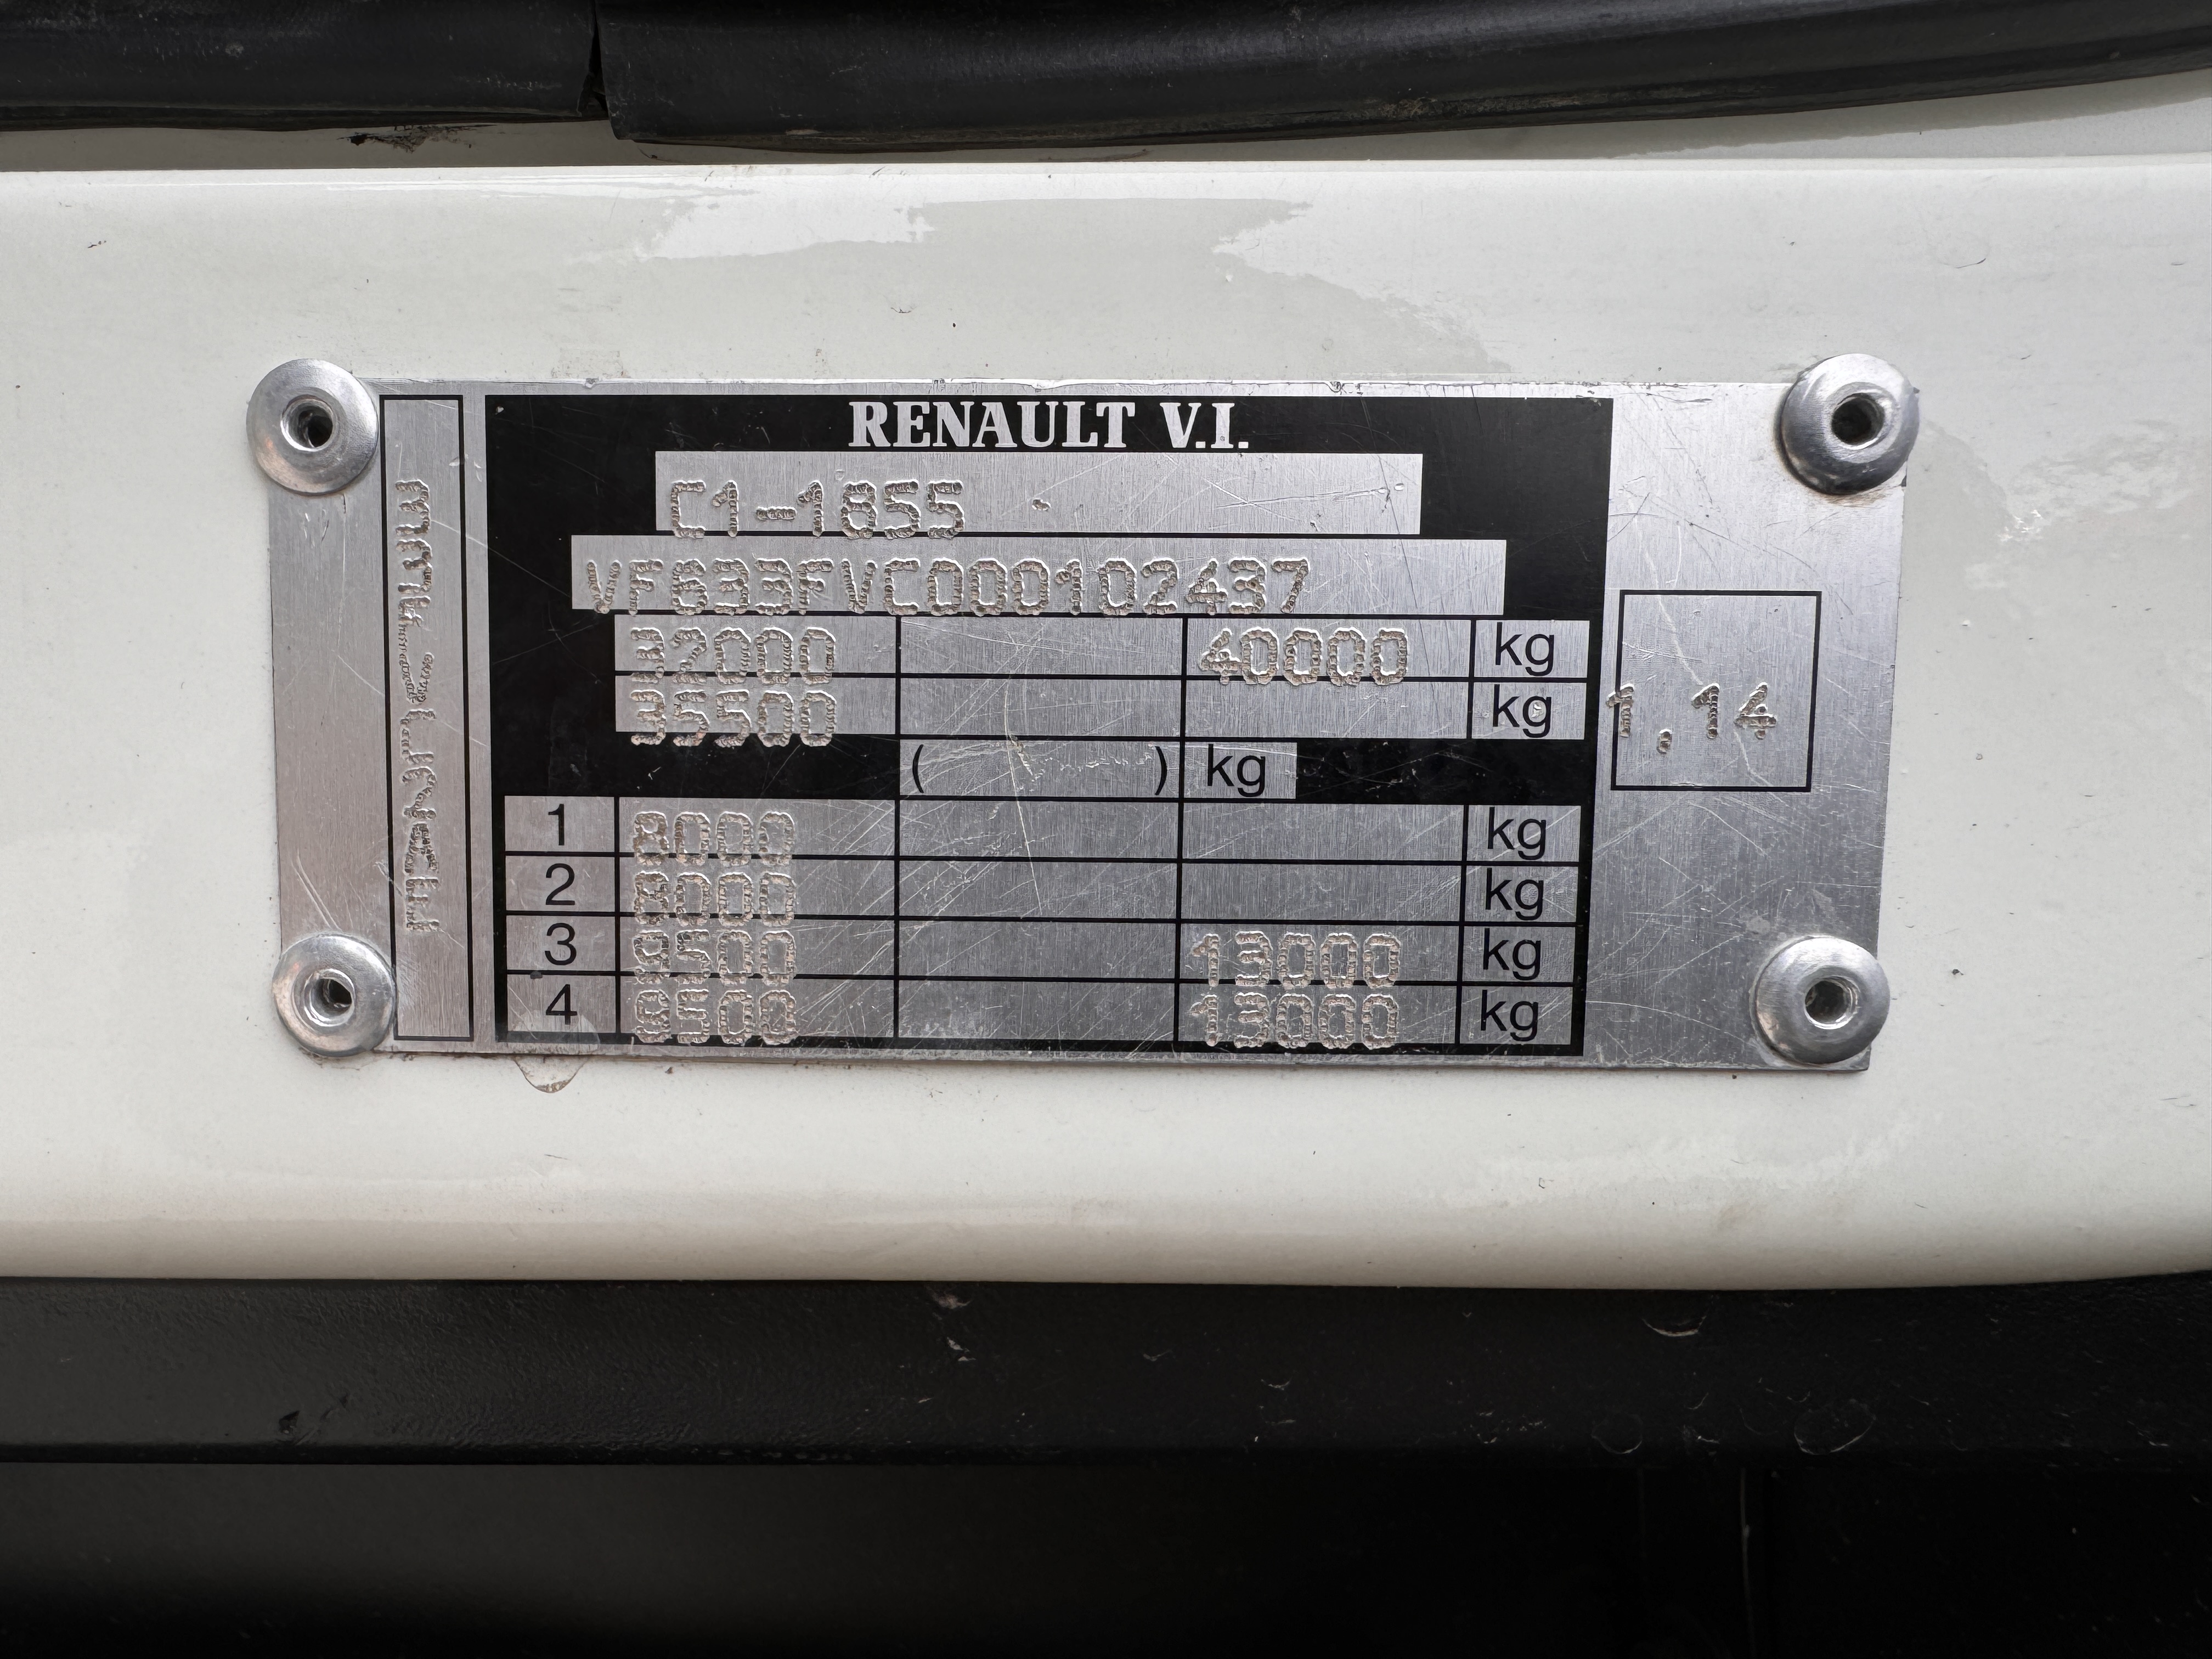 RENAULT V.I.
C1-1855
VF633FVC000102437
32000 40000 kg
35500 kg
( ) kg
1 8000 kg
2 8000 kg
3 9500 13000 kg
4 9500 13000 kg
1.14